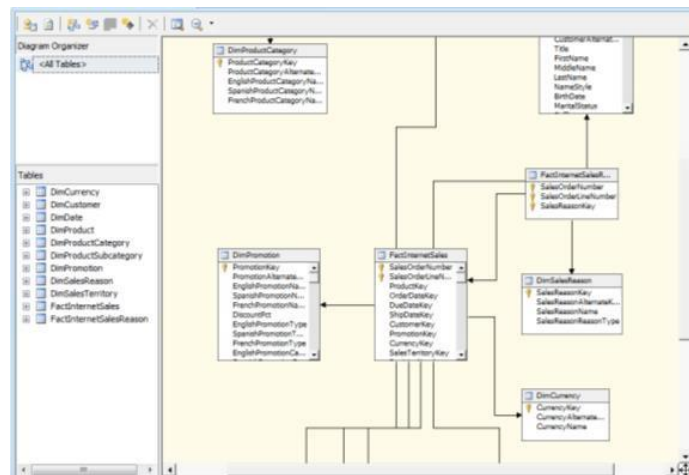 Diagram Organizer
<All Tables>
Tables
DimCurrency
DimCustomer
DimDate
DimProduct
DimProductCategory
DimProductSubcategory
DimPromotion
DimSalesReason
DimSalesTerritory
FactInternetSales
FactInternetSalesReason
DimProductCategory
ProductCategoryKey
ProductCategoryAlternate...
EnglishProductCategoryNa...
SpanishProductCategoryN...
FrenchProductCategoryNa...
CustomerAlternat...
Title
FirstName
MiddleName
LastName
NameStyle
BirthDate
MaritalStatus
FactInternetSalesR...
SalesOrderNumber
SalesOrderLineNumber
SalesReasonKey
DimPromotion
PromotionKey
PromotionAlternate...
EnglishPromotionNa...
SpanishPromotionN...
FrenchPromotionNa...
DiscountPct
EnglishPromotionType
SpanishPromotionT...
FrenchPromotionType
EnglishPromotionCa...
FactInternetSales
SalesOrderNumber
SalesOrderLineN...
ProductKey
OrderDateKey
DueDateKey
ShipDateKey
CustomerKey
PromotionKey
CurrencyKey
SalesTerritoryKey
DimSalesReason
SalesReasonKey
SalesReasonAlternateK...
SalesReasonName
SalesReasonReasonType
DimCurrency
CurrencyKey
CurrencyAlternate...
CurrencyName